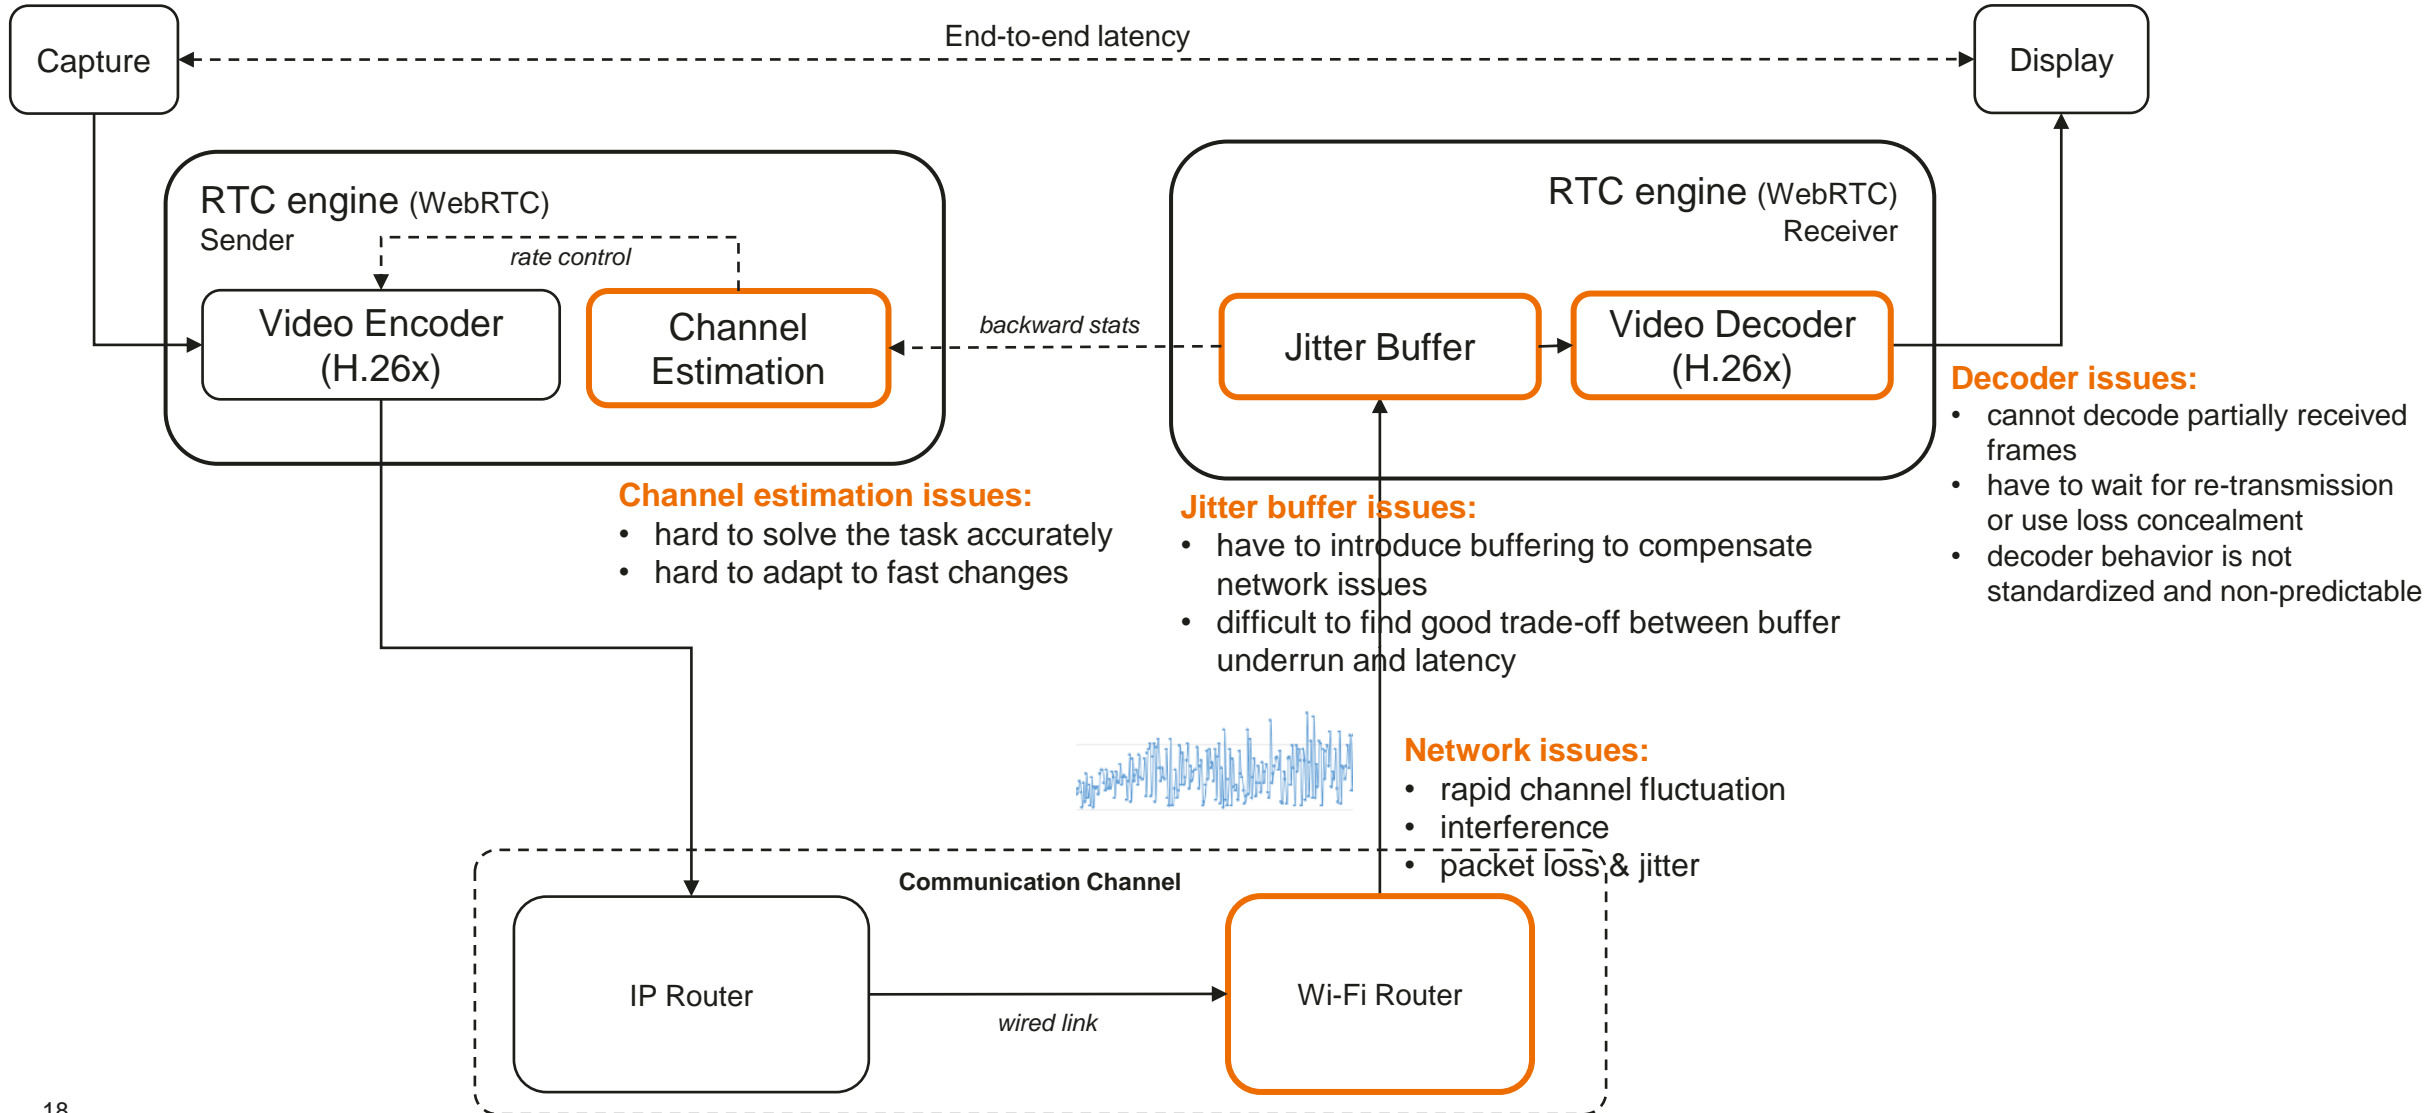 End-to-end latency
Capture
Display
RTC engine (WebRTC)
Sender
rate control
Video Encoder
(H.26x)
Channel
Estimation
backward stats
RTC engine (WebRTC)
Receiver
Jitter Buffer
Video Decoder
(H.26x)
Decoder issues:
• cannot decode partially received
frames
• have to wait for re-transmission
or use loss concealment
• decoder behavior is not
standardized and non-predictable
Channel estimation issues:
• hard to solve the task accurately
• hard to adapt to fast changes
Jitter buffer issues:
• have to introduce buffering to compensate
network issues
• difficult to find good trade-off between buffer
underrun and latency
Network issues:
• rapid channel fluctuation
• interference
• packet loss & jitter
Communication Channel
IP Router
wired link
Wi-Fi Router
18